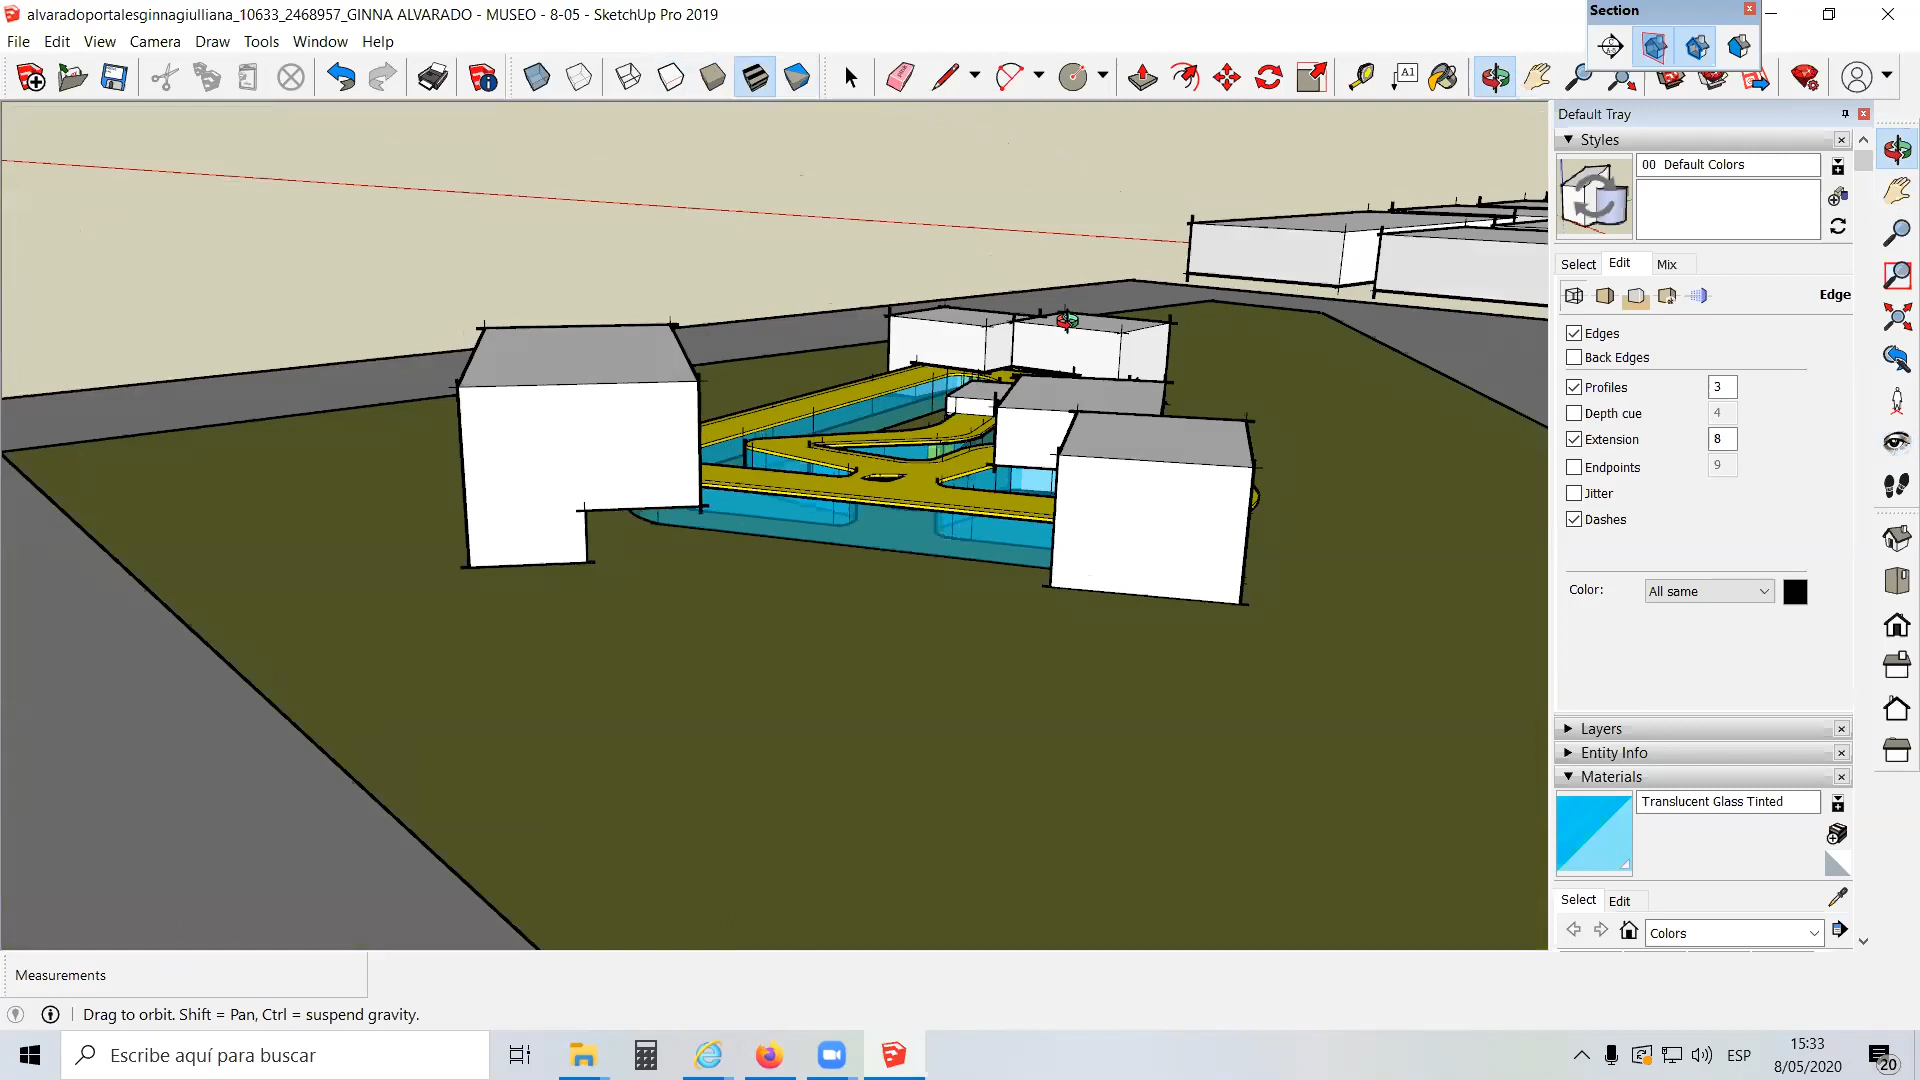 alvaradoportalesginnagiulliana_10633_2468957_GINNA ALVARADO - MUSEO - 8-05 - SketchUp Pro 2019
Section
File Edit View Camera Draw Tools Window Help
A1
Default Tray
Styles
00 Default Colors
Select Edit Mix
Edge
Edges
Back Edges
Profiles 3
Depth cue 4
Extension 8
Endpoints 9
Jitter
Dashes
Color: All same
Layers
Entity Info
Materials
Translucent Glass Tinted
Select Edit
Colors
Measurements
Drag to orbit. Shift = Pan, Ctrl = suspend gravity.
Escribe aquí para buscar
ESP
15:33
8/05/2020
20